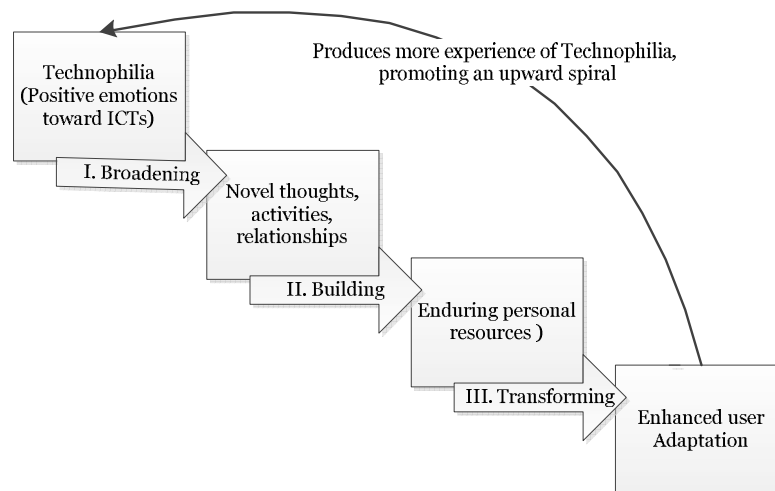 Produces more experience of Technophilia,
promoting an upward spiral
Technophilia
(Positive emotions
toward ICTs)
I. Broadening
Novel thoughts,
activities,
relationships
II. Building
Enduring personal
resources )
III. Transforming
Enhanced user
Adaptation